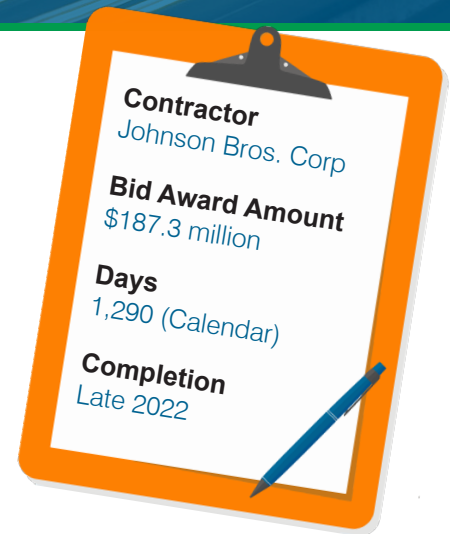 Contractor
Johnson Bros. Corp
Bid Award Amount
$187.3 million
Days
1,290 (Calendar)
Completion
Late 2022